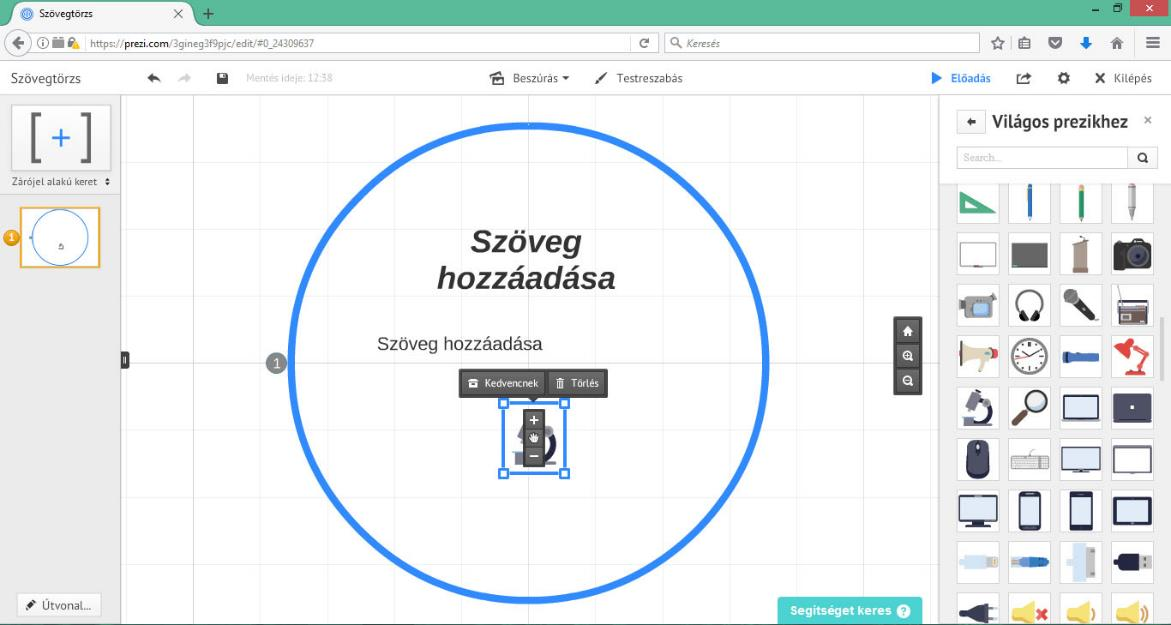 Szövegtörzs
https://prezi.com/3gineg3f9pjc/edit/#0_24309637
Keresés
Szövegtörzs
Mentés ideje: 12:38
Beszúrás
Testreszabás
Előadás
Kilépés
Zárójel alakú keret
1
Útvonal...
Szöveg
hozzáadása
Szöveg hozzáadása
1
Kedvencnek
Törlés
Segítséget keres ?
Világos prezikhez
Search...